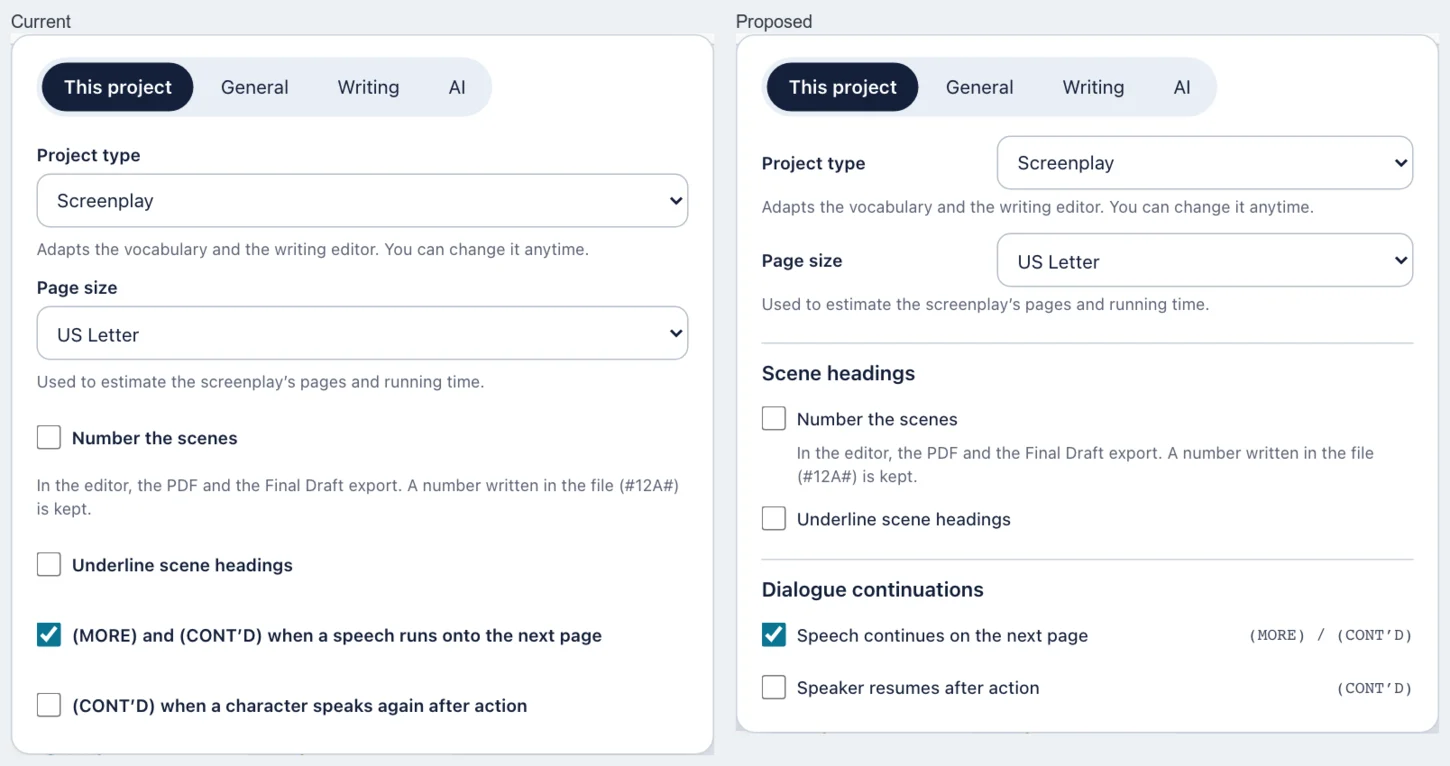 Current
This project General Writing AI
Project type
Screenplay
Adapts the vocabulary and the writing editor. You can change it anytime.
Page size
US Letter
Used to estimate the screenplay’s pages and running time.
Number the scenes
In the editor, the PDF and the Final Draft export. A number written in the file (#12A#)
is kept.
Underline scene headings
(MORE) and (CONT’D) when a speech runs onto the next page
(CONT’D) when a character speaks again after action
Proposed
This project General Writing AI
Project type Screenplay
Adapts the vocabulary and the writing editor. You can change it anytime.
Page size US Letter
Used to estimate the screenplay’s pages and running time.
Scene headings
Number the scenes
In the editor, the PDF and the Final Draft export. A number written in the file
(#12A#) is kept.
Underline scene headings
Dialogue continuations
Speech continues on the next page (MORE) / (CONT’D)
Speaker resumes after action (CONT’D)